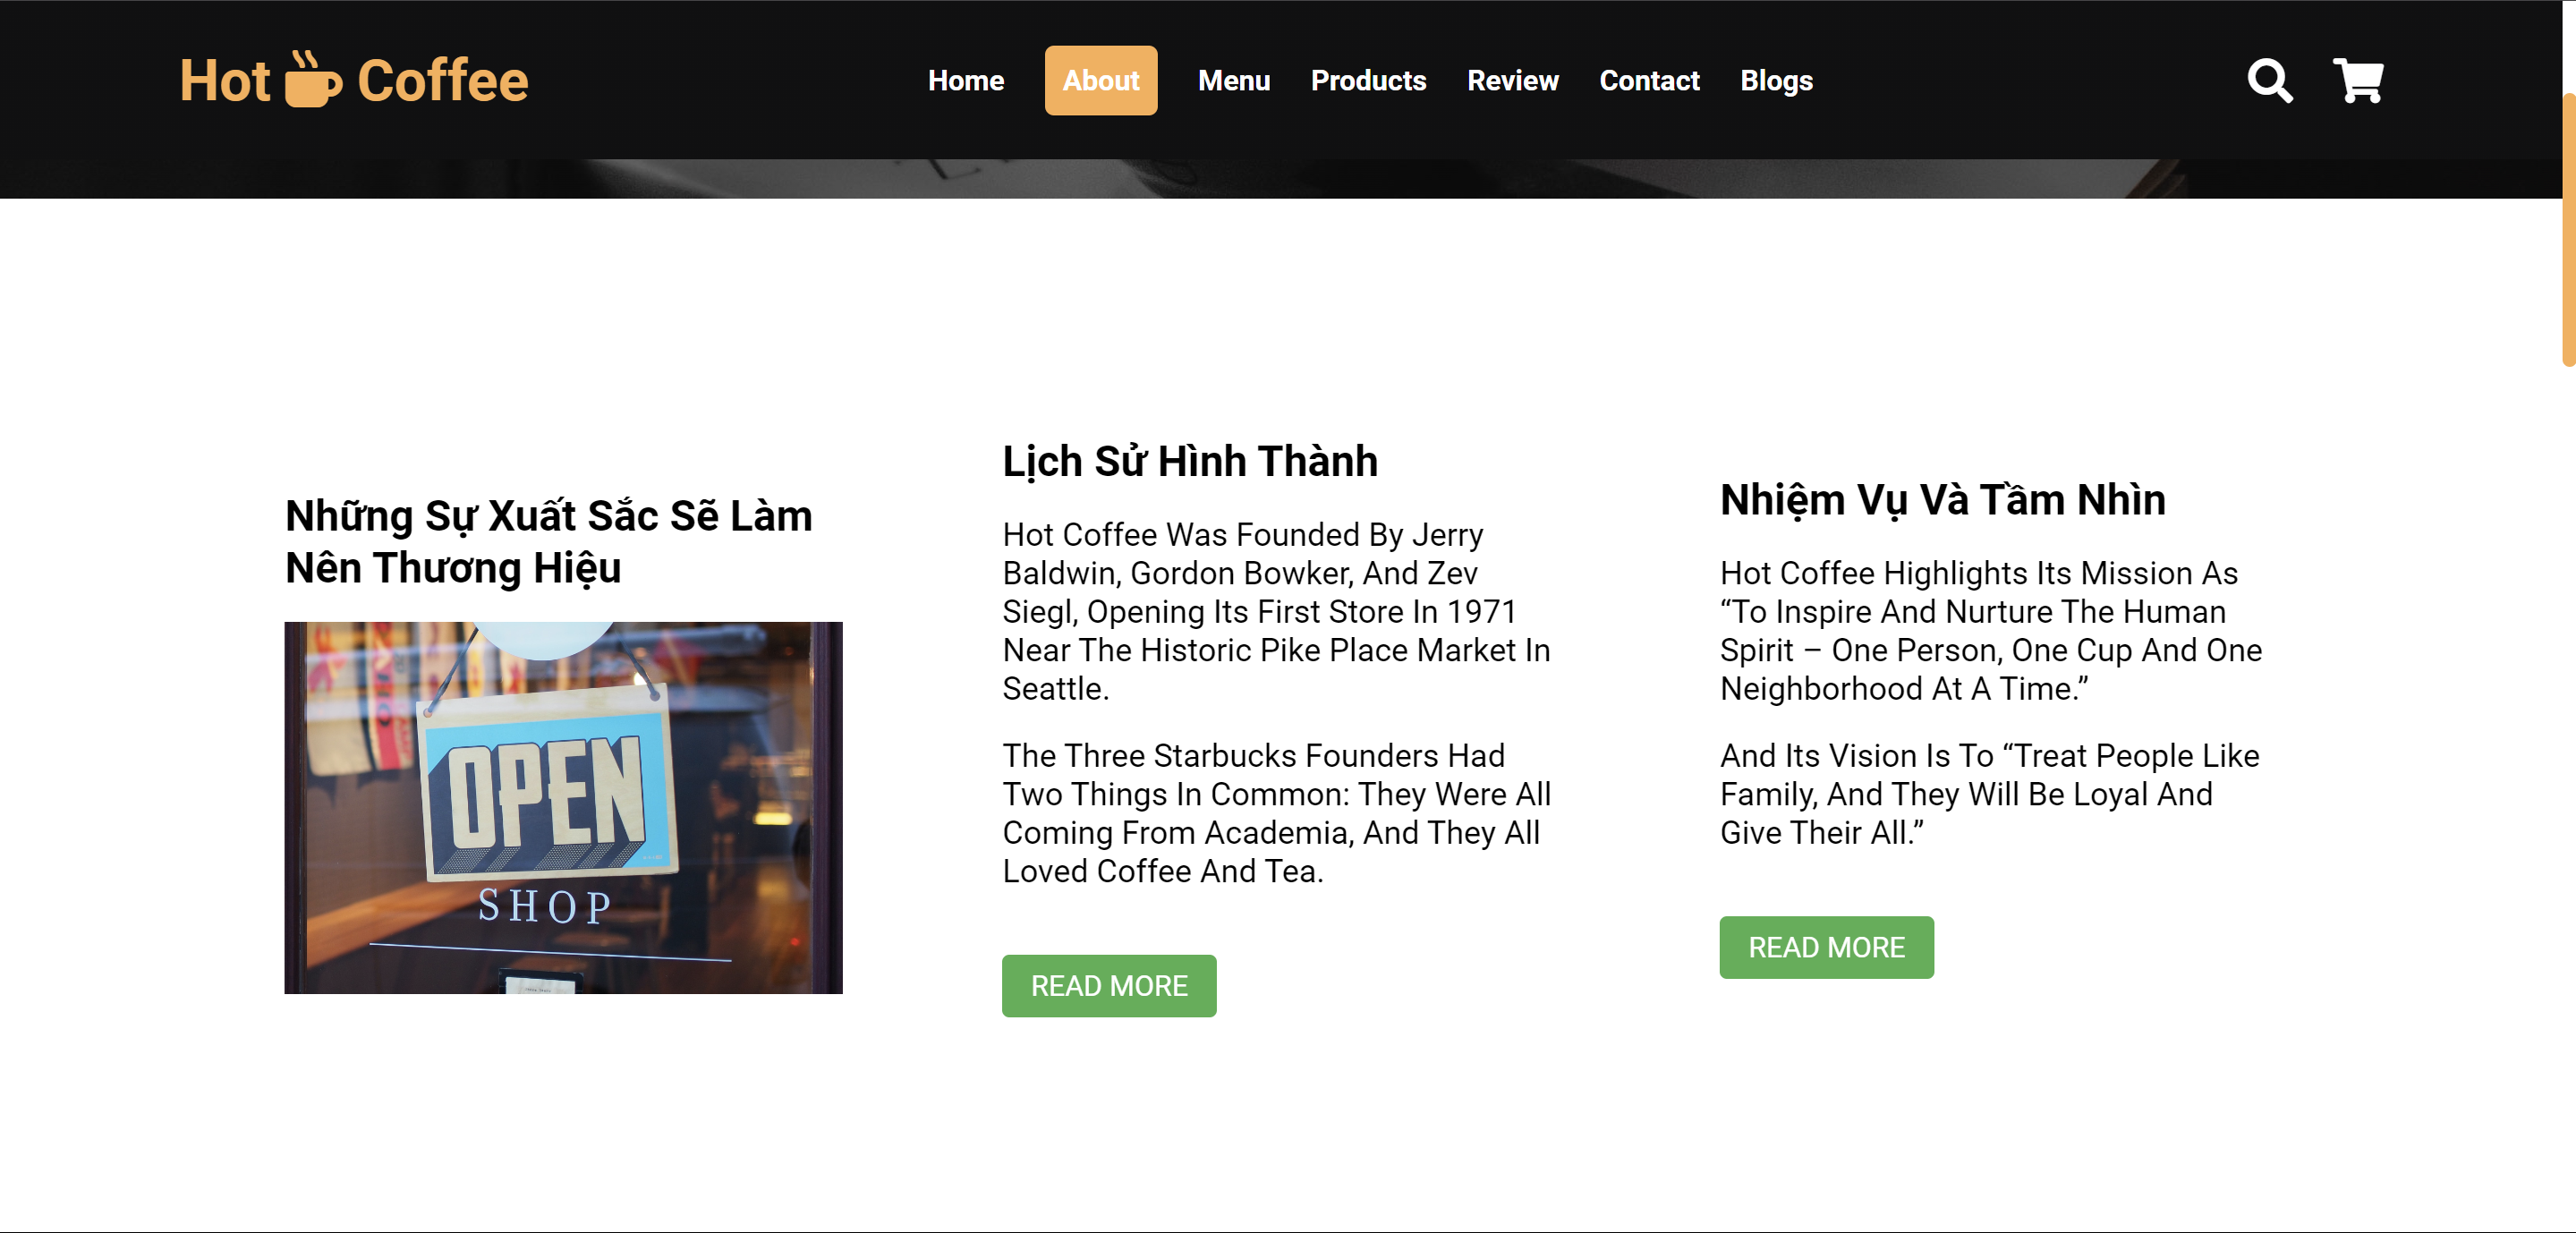 Hot Coffee
Home About Menu Products Review Contact Blogs
Những Sự Xuất Sắc Sẽ Làm
Nên Thương Hiệu
OPEN
SHOP
Lịch Sử Hình Thành
Hot Coffee Was Founded By Jerry
Baldwin, Gordon Bowker, And Zev
Siegl, Opening Its First Store In 1971
Near The Historic Pike Place Market In
Seattle.
The Three Starbucks Founders Had
Two Things In Common: They Were All
Coming From Academia, And They All
Loved Coffee And Tea.
READ MORE
Nhiệm Vụ Và Tầm Nhìn
Hot Coffee Highlights Its Mission As
“To Inspire And Nurture The Human
Spirit – One Person, One Cup And One
Neighborhood At A Time.”
And Its Vision Is To “Treat People Like
Family, And They Will Be Loyal And
Give Their All.”
READ MORE